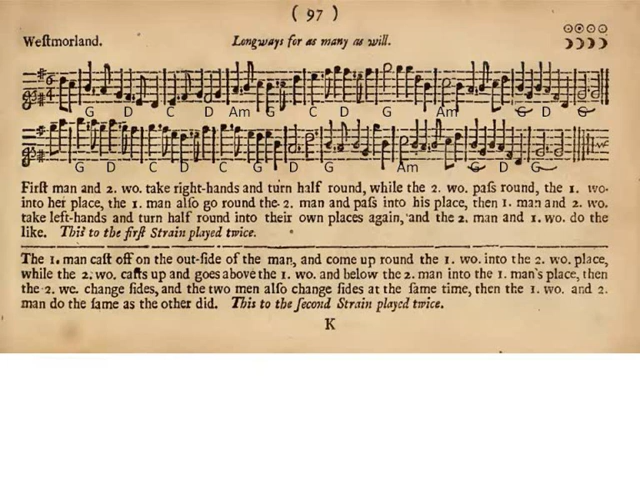 ( 97 )
Weſtmorland. Longways for as many as will.
6
4
G D C D Am G C D G Am C D G
G D C D G C G D G Am C D G
Firſt man and 2. wo. take right-hands and turn half round, while the 2. wo. paſs round, the 1. wo.
into her place, the 1. man alſo go round the 2. man and paſs into his place, then 1. man and 2. wo.
take left-hands and turn half round into their own places again, and the 2. man and 1. wo. do the
like. This to the firſt Strain played twice.
The 1. man caſt off on the out-ſide of the man, and come up round the 1. wo. into the 2. wo. place,
while the 2. wo. caſts up and goes above the 1. wo. and below the 2. man into the 1. man's place, then
the 2. wo. change ſides, and the two men alſo change ſides at the ſame time, then the 1. wo. and 2.
man do the ſame as the other did. This to the ſecond Strain played twice.
K